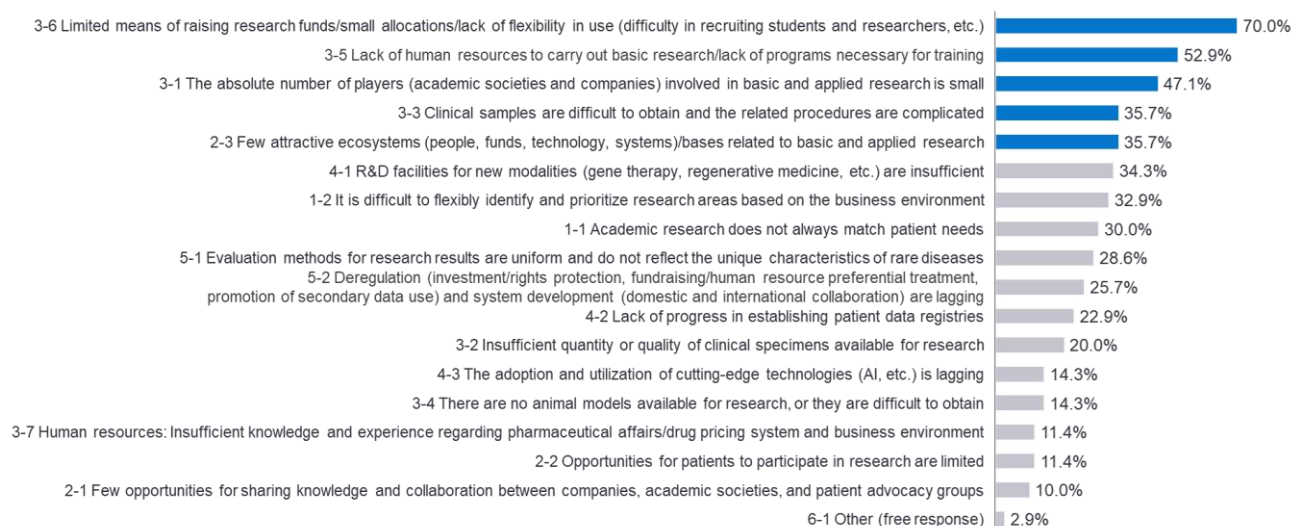 3-6 Limited means of raising research funds/small allocations/lack of flexibility in use (difficulty in recruiting students and researchers, etc.) 70.0%
3-5 Lack of human resources to carry out basic research/lack of programs necessary for training 52.9%
3-1 The absolute number of players (academic societies and companies) involved in basic and applied research is small 47.1%
3-3 Clinical samples are difficult to obtain and the related procedures are complicated 35.7%
2-3 Few attractive ecosystems (people, funds, technology, systems)/bases related to basic and applied research 35.7%
4-1 R&D facilities for new modalities (gene therapy, regenerative medicine, etc.) are insufficient 34.3%
1-2 It is difficult to flexibly identify and prioritize research areas based on the business environment 32.9%
1-1 Academic research does not always match patient needs 30.0%
5-1 Evaluation methods for research results are uniform and do not reflect the unique characteristics of rare diseases 28.6%
5-2 Deregulation (investment/rights protection, fundraising/human resource preferential treatment,
promotion of secondary data use) and system development (domestic and international collaboration) are lagging 25.7%
4-2 Lack of progress in establishing patient data registries 22.9%
3-2 Insufficient quantity or quality of clinical specimens available for research 20.0%
4-3 The adoption and utilization of cutting-edge technologies (AI, etc.) is lagging 14.3%
3-4 There are no animal models available for research, or they are difficult to obtain 14.3%
3-7 Human resources: Insufficient knowledge and experience regarding pharmaceutical affairs/drug pricing system and business environment 11.4%
2-2 Opportunities for patients to participate in research are limited 11.4%
2-1 Few opportunities for sharing knowledge and collaboration between companies, academic societies, and patient advocacy groups 10.0%
6-1 Other (free response) 2.9%